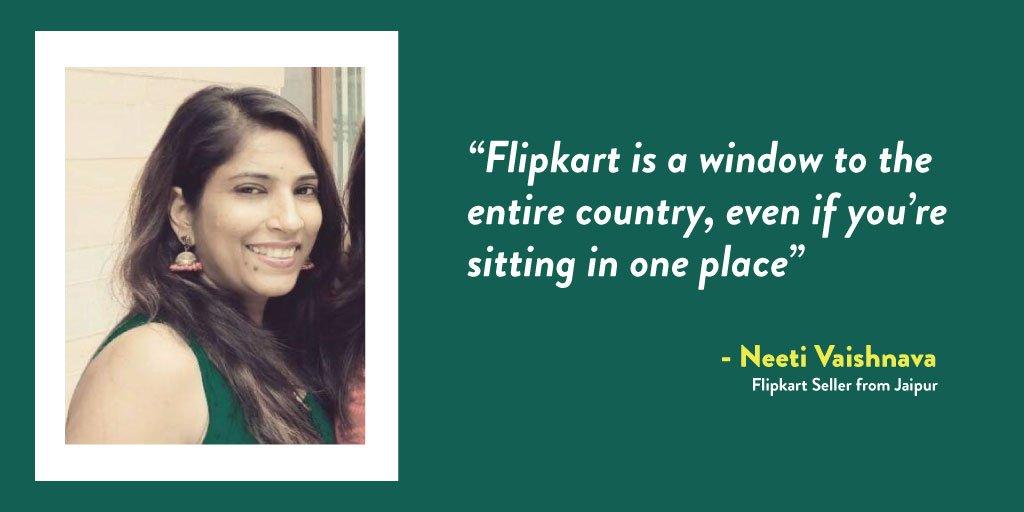 “Flipkart is a window to the
entire country, even if you’re
sitting in one place”
- Neeti Vaishnava
Flipkart Seller from Jaipur